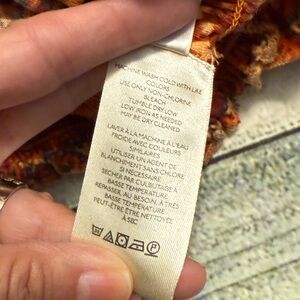 MACHINE WASH COLD WITH LIKE
COLORS
USE ONLY NON-CHLORINE
BLEACH
TUMBLE DRY LOW
LOW IRON AS NEEDED
MAY BE DRY CLEANED
LAVER À LA MACHINE À L'EAU
FROIDE AVEC COULEURS
SIMILAIRES
UTILISER UN AGENT DE
BLANCHIMENT SANS CHLORE
SI NÉCESSAIRE
SÉCHER PAR CULBUTAGE À
BASSE TEMPÉRATURE
REPASSER, AU BESOIN, À TRÈS
BASSE TEMPÉRATURE
PEUT-ÊTRE ÊTRE NETTOYÉE
À SEC
P